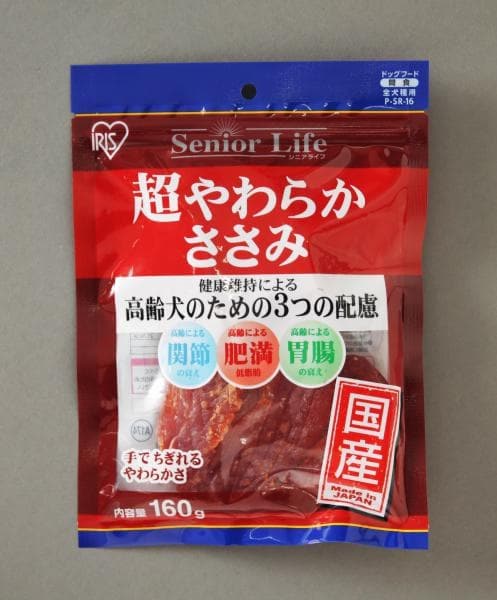 ドッグフード
間食
全犬種用
P-SR-16
IRIS
Senior Life
シニアライフ
超やわらか
ささみ
健康維持による
高齢犬のための3つの配慮
高齢による
関節
の衰え
高齢による
肥満
低脂肪
高齢による
胃腸
の衰え
A174
手でちぎれる
やわらかさ
国産
Made in
JAPAN
内容量 160g